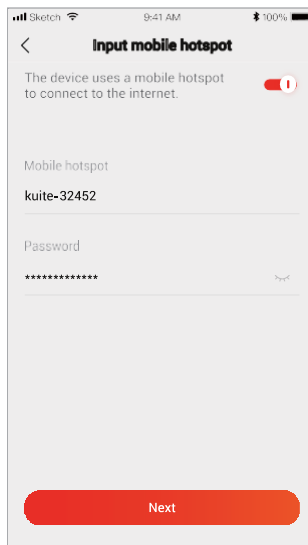 Sketch 9:41 AM 100%
Input mobile hotspot
The device uses a mobile hotspot
to connect to the internet.
Mobile hotspot
kuite-32452
Password
*************
Next